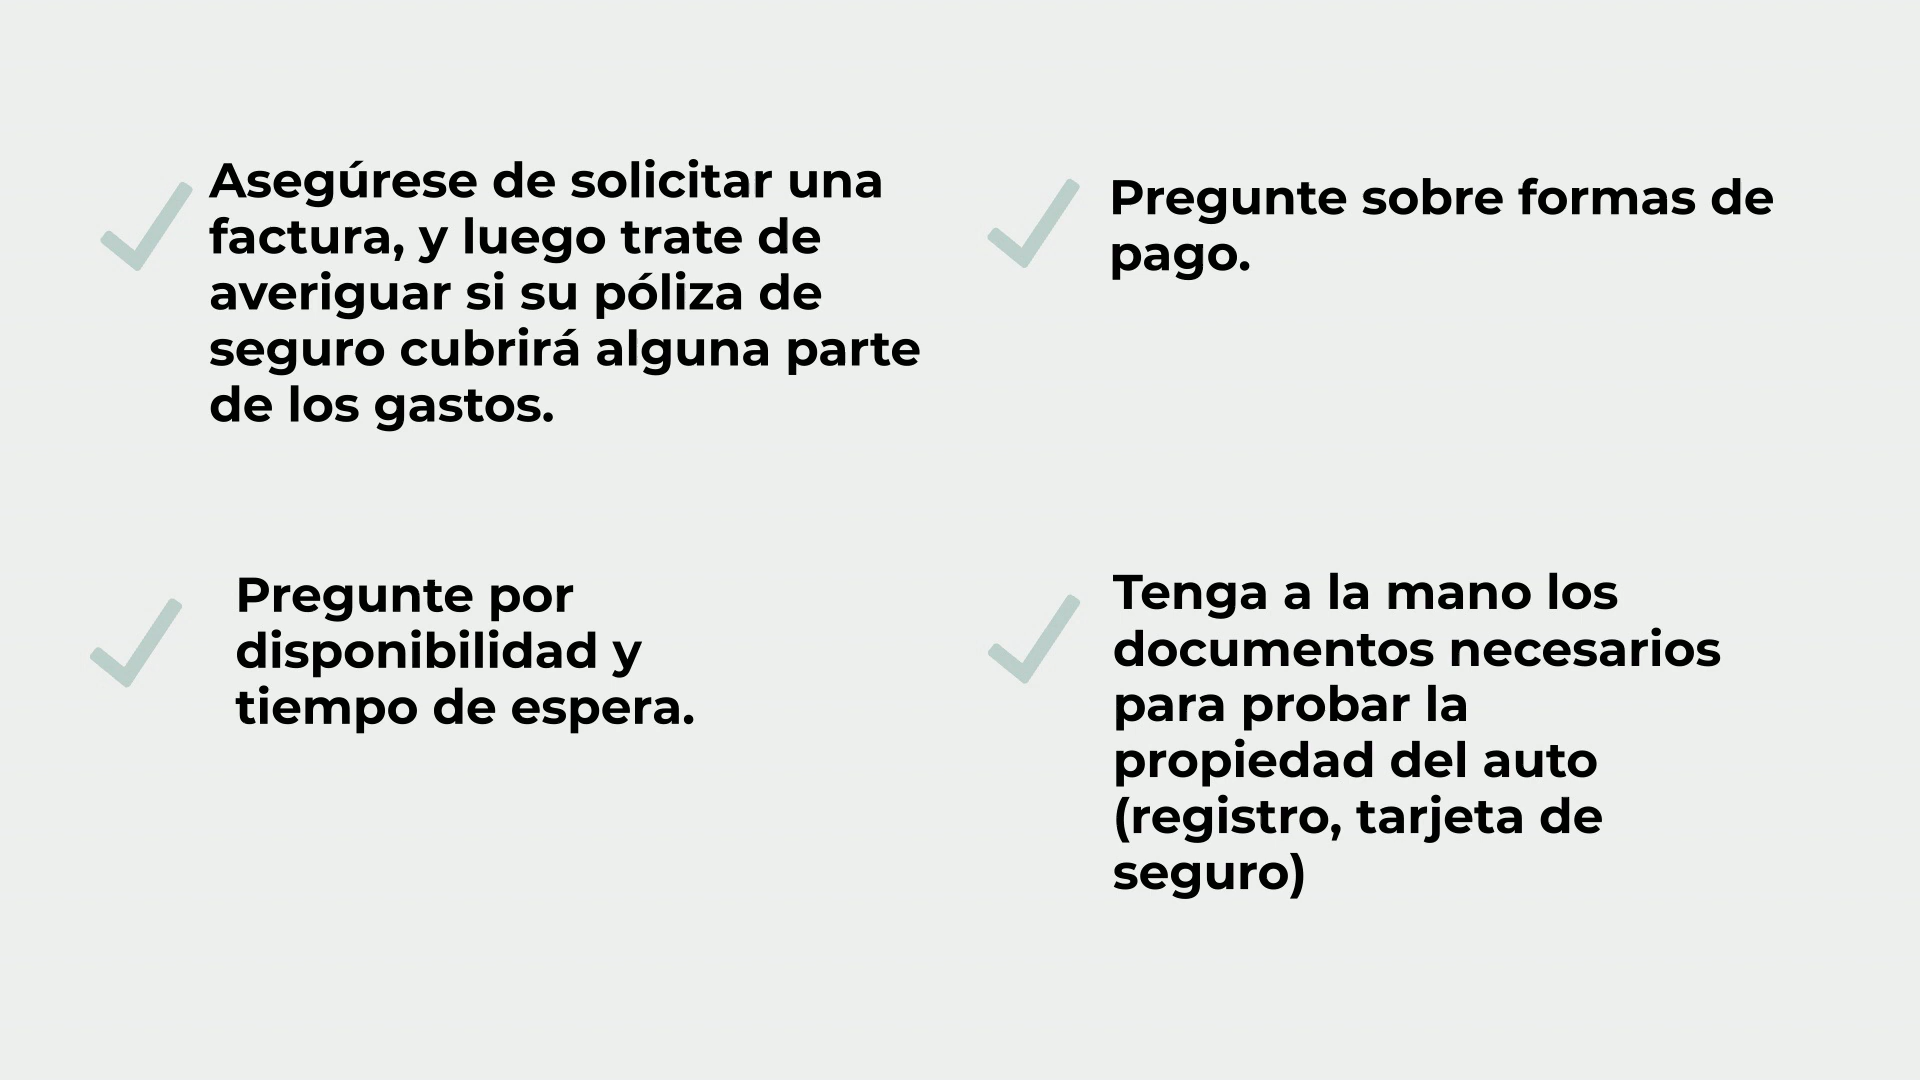 Asegúrese de solicitar una
factura, y luego trate de
averiguar si su póliza de
seguro cubrirá alguna parte
de los gastos.
Pregunte sobre formas de
pago.
Pregunte por
disponibilidad y
tiempo de espera.
Tenga a la mano los
documentos necesarios
para probar la
propiedad del auto
(registro, tarjeta de
seguro)